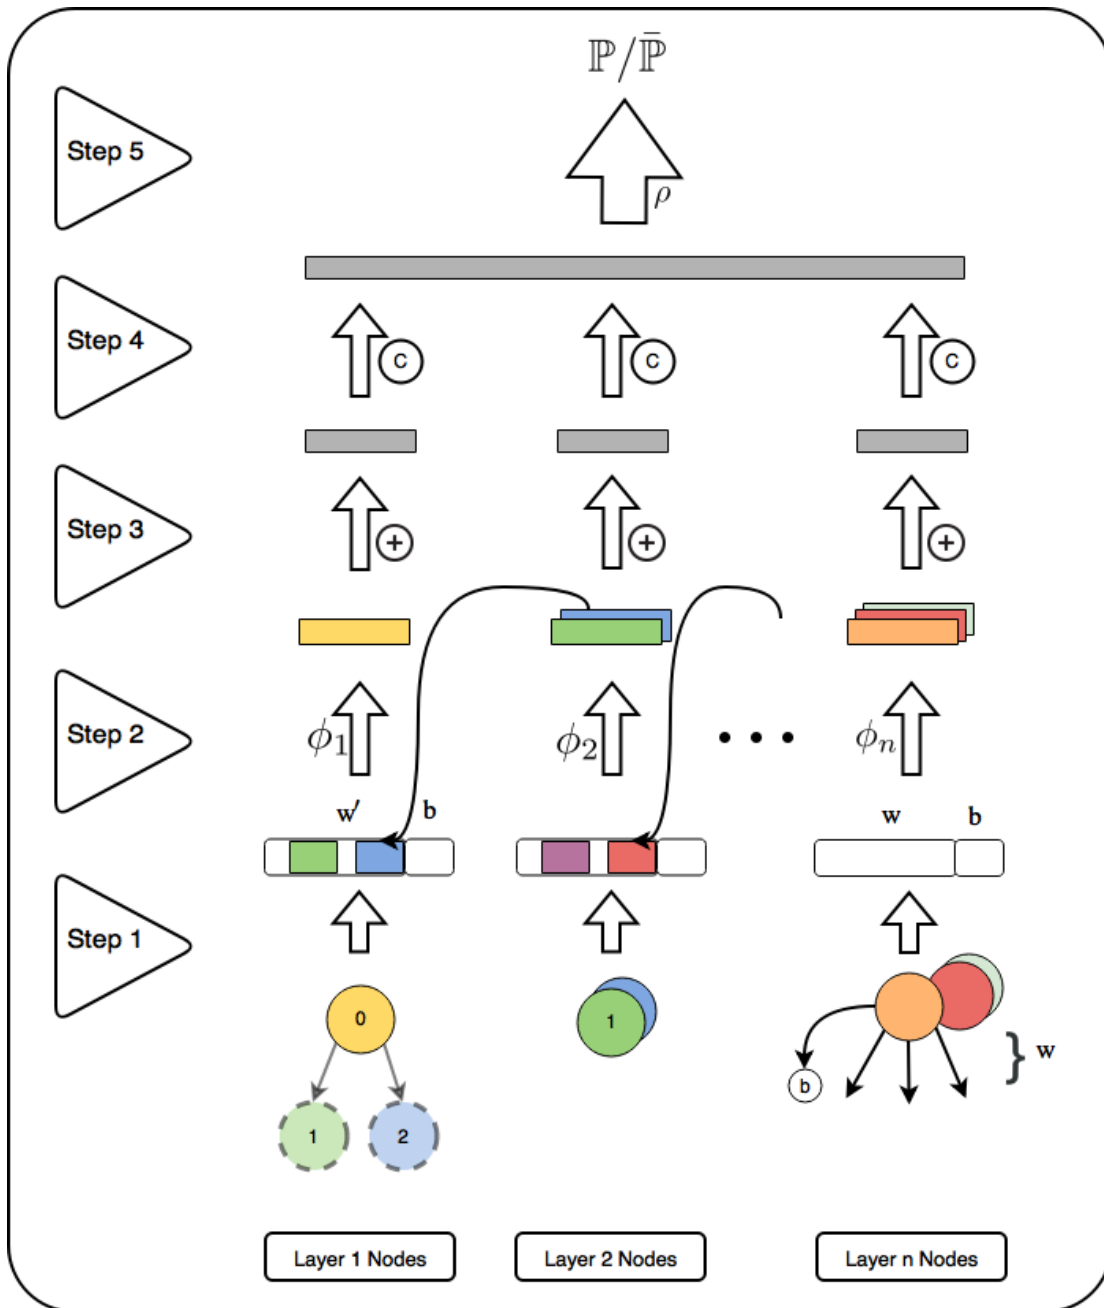 ℙ/ℙ̄
Step 5
ρ
Step 4
C C C
Step 3
+ + +
Step 2
ϕ₁ ϕ₂ • • • ϕₙ
w′ b w b
Step 1
0 1
} w
b
1 2
Layer 1 Nodes Layer 2 Nodes Layer n Nodes